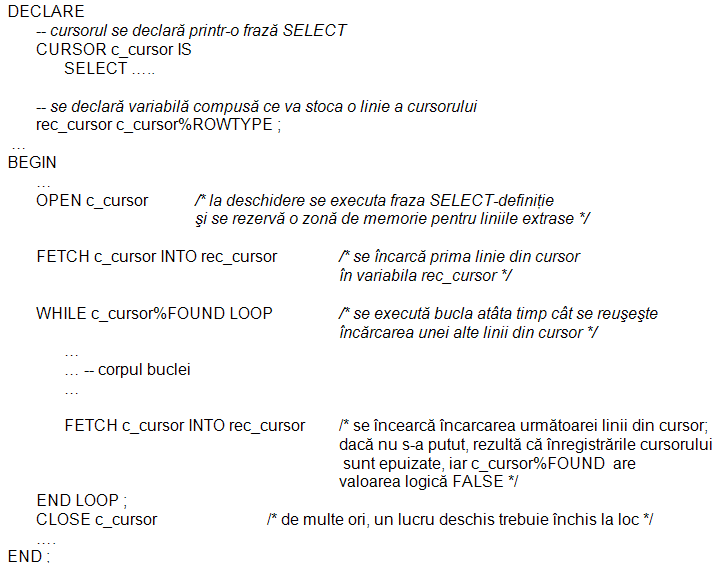 DECLARE
-- cursorul se declară printr-o frază SELECT
CURSOR c_cursor IS
SELECT …..
-- se declară variabilă compusă ce va stoca o linie a cursorului
rec_cursor c_cursor%ROWTYPE ;
…
BEGIN
…
OPEN c_cursor /* la deschidere se executa fraza SELECT-definiţie
şi se rezervă o zonă de memorie pentru liniile extrase */
FETCH c_cursor INTO rec_cursor /* se încarcă prima linie din cursor
în variabila rec_cursor */
WHILE c_cursor%FOUND LOOP /* se execută bucla atâta timp cât se reuşeşte
încărcarea unei alte linii din cursor */
…
… -- corpul buclei
…
FETCH c_cursor INTO rec_cursor /* se încearcă încarcarea următoarei linii din cursor;
dacă nu s-a putut, rezultă că înregistrările cursorului
sunt epuizate, iar c_cursor%FOUND are
valoarea logică FALSE */
END LOOP ;
CLOSE c_cursor /* de multe ori, un lucru deschis trebuie închis la loc */
….
END ;